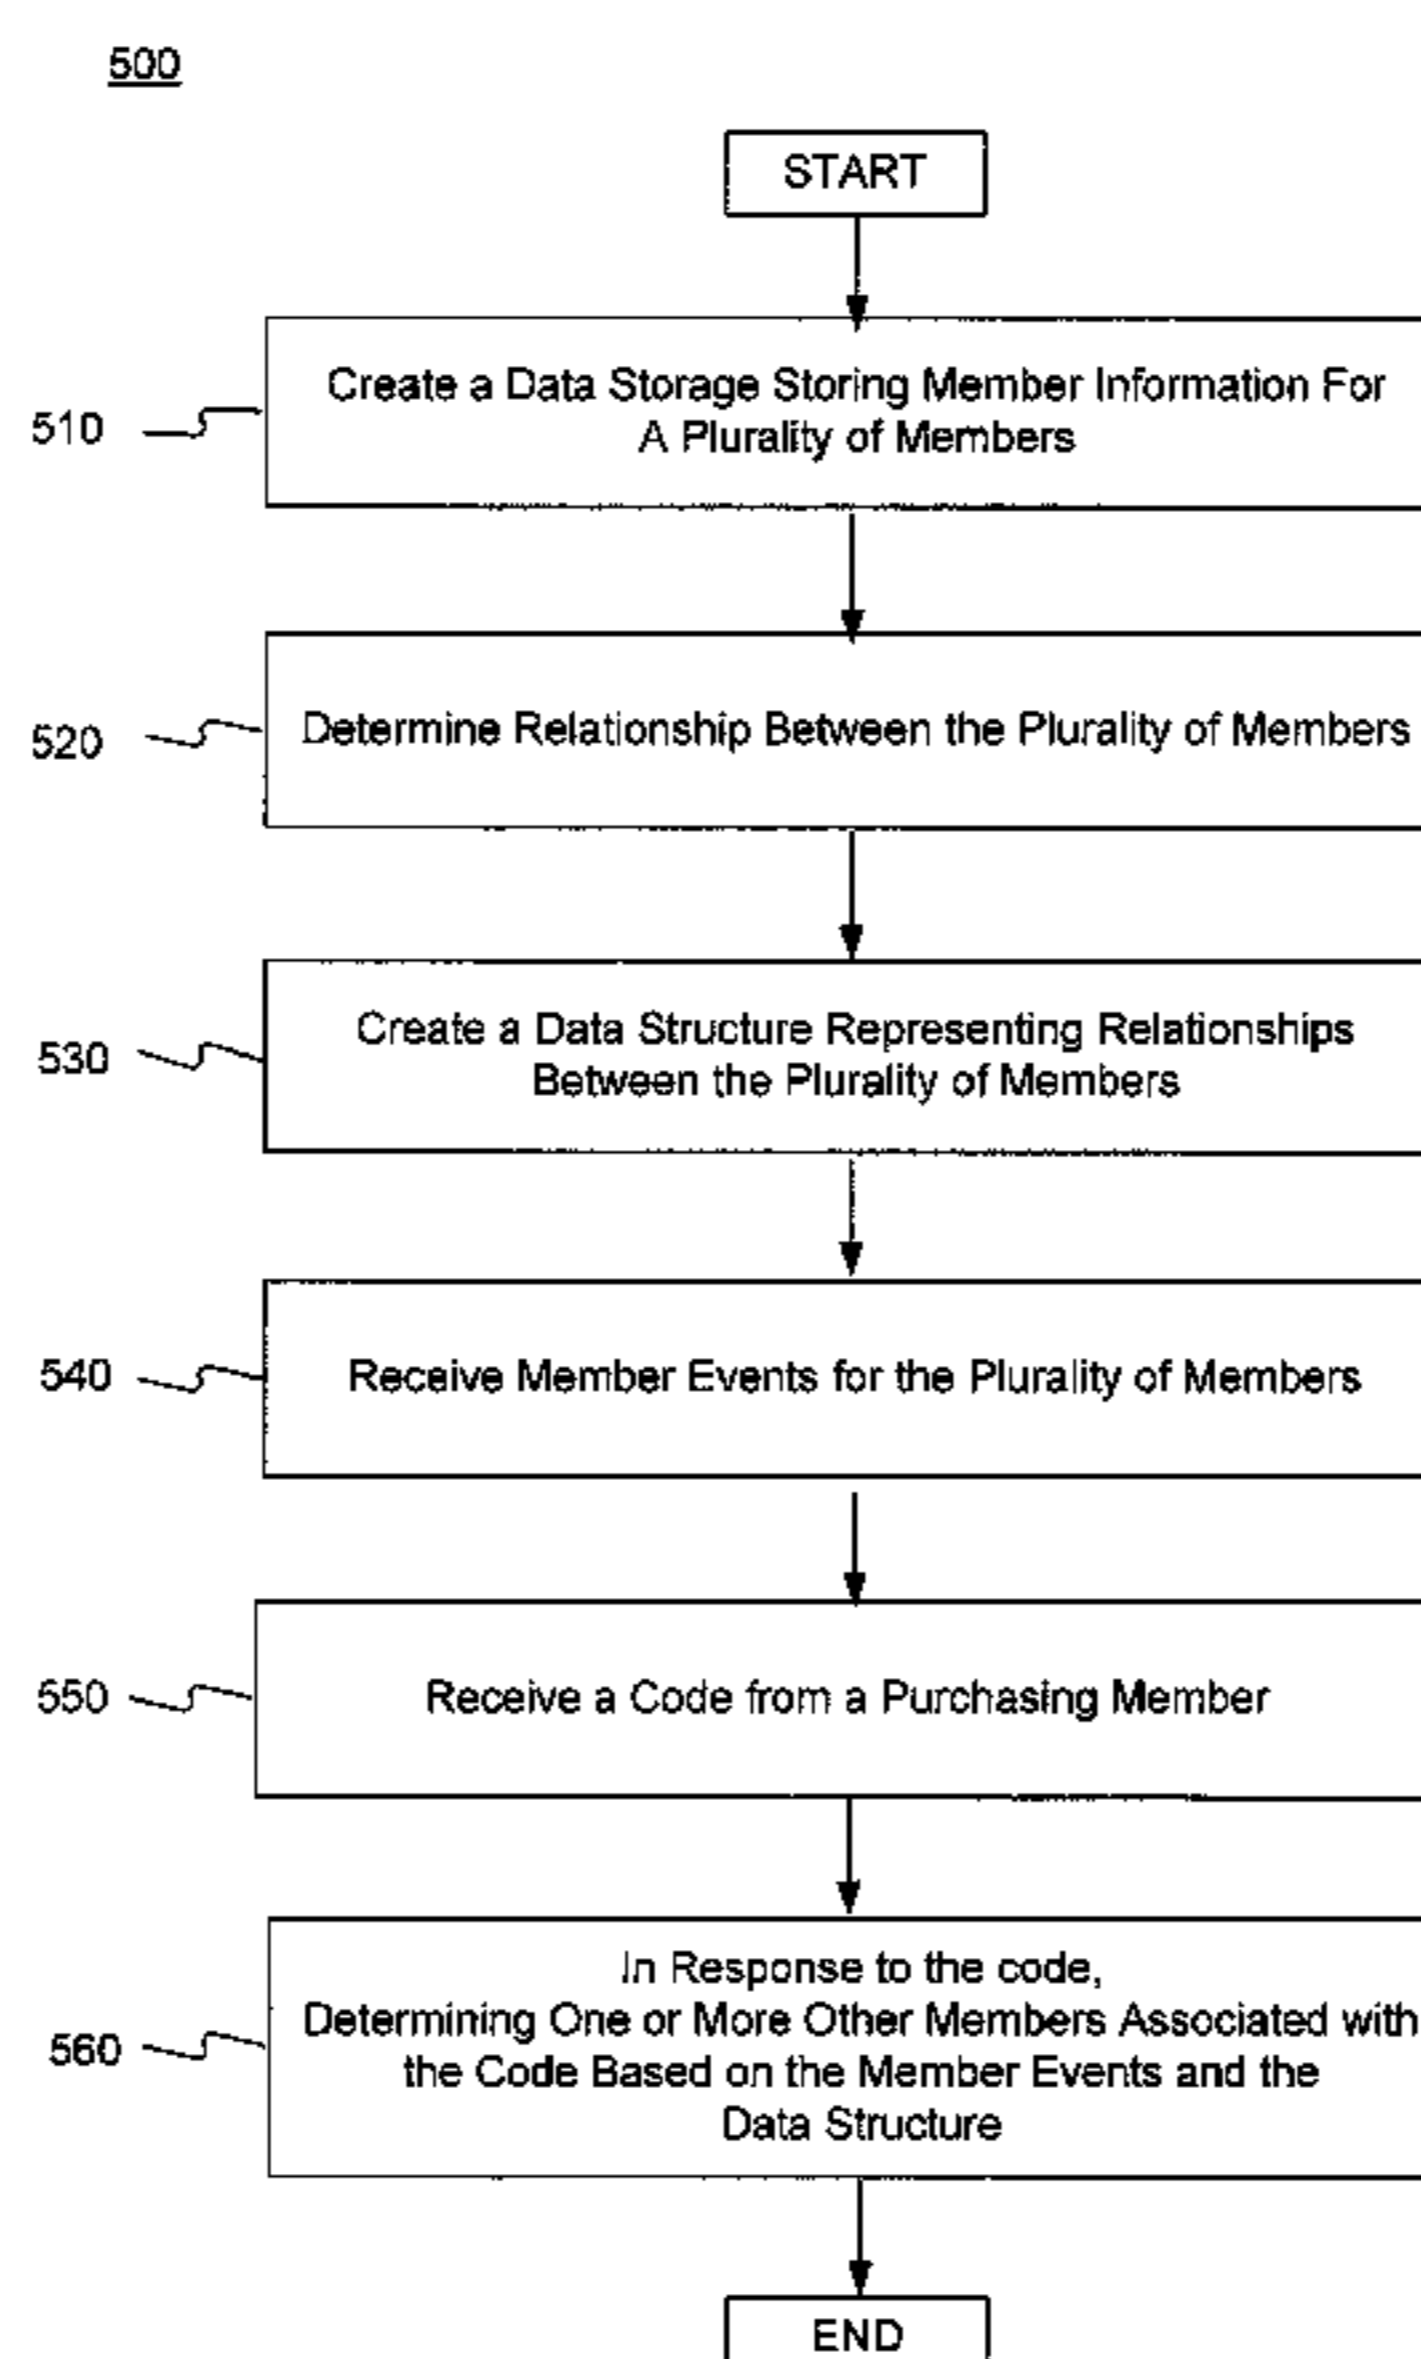 500
START
Create a Data Storage Storing Member Information For
A Plurality of Members
510
Determine Relationship Between the Plurality of Members
520
Create a Data Structure Representing Relationships
Between the Plurality of Members
530
Receive Member Events for the Plurality of Members
540
Receive a Code from a Purchasing Member
550
In Response to the code,
Determining One or More Other Members Associated with
the Code Based on the Member Events and the
Data Structure
560
END